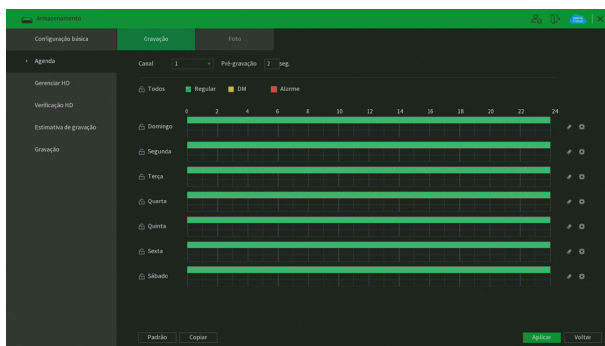 Armazenamento
Configuração básica
Gravação
Foto
Agenda
Canal 1 Pré-gravação 2 seg.
Gerenciar HD
Todos Regular DM Alarme
Verificação HD
0 2 4 6 8 10 12 14 16 18 20 22 24
Estimativa de gravação
Domingo
Gravação
Segunda
Terça
Quarta
Quinta
Sexta
Sábado
Padrão Copiar Aplicar Voltar